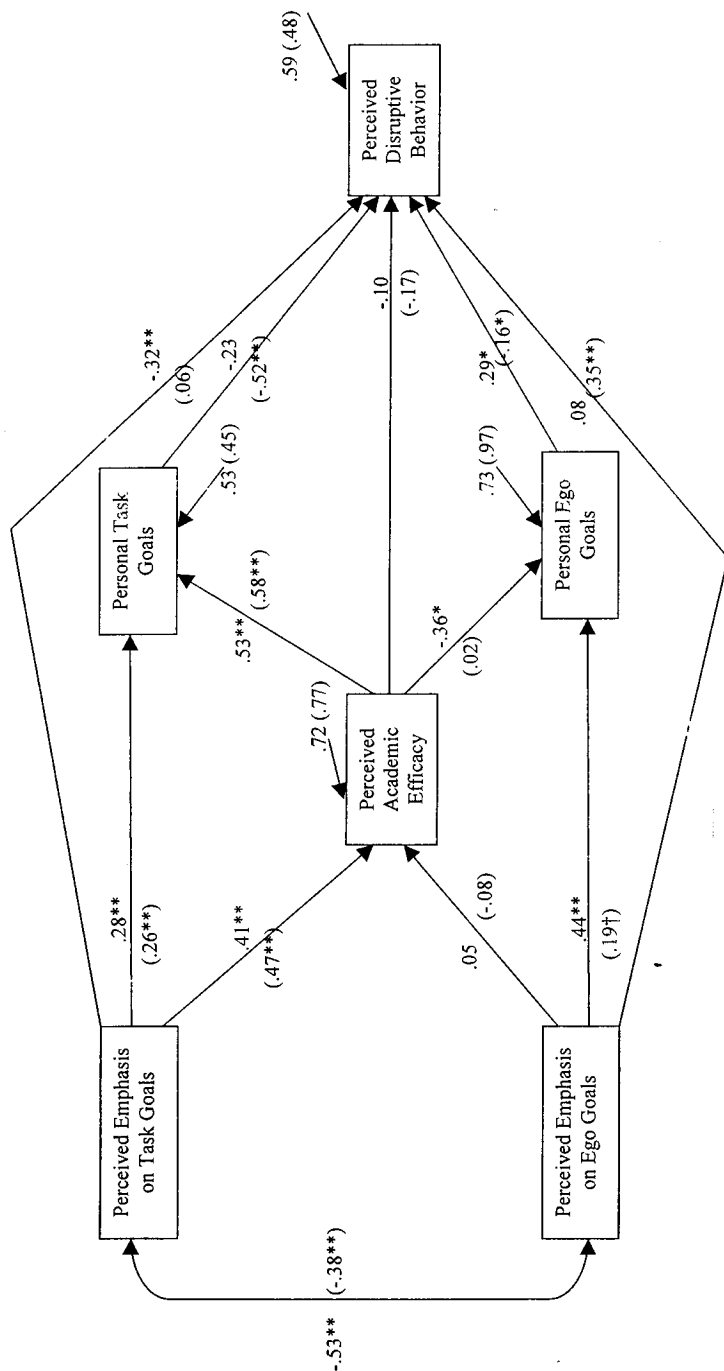 Perceived Emphasis
on Task Goals
Personal Task
Goals
Perceived Academic
Efficacy
Perceived
Disruptive
Behavior
Perceived Emphasis
on Ego Goals
Personal Ego
Goals
-.53**
(-.38**)
.28**
(.26**)
.41**
(.47**)
.05
(-.08)
.44**
(.19†)
.72 (.77)
.53**
(.58**)
-.36*
(.02)
.53 (.45)
.73 (.97)
-.32**
(.06)
-.23
(-.52**)
-.10
(-.17)
.29*
(-.16*)
.08
(.35**)
.59 (.48)